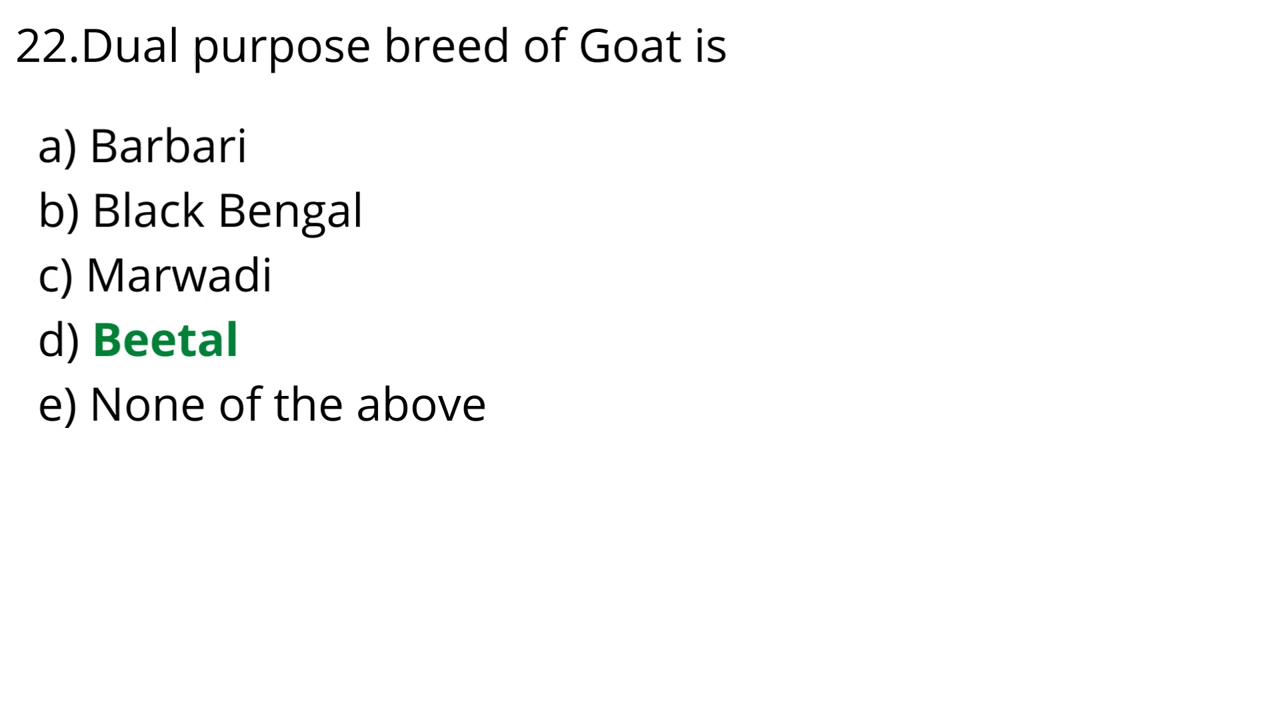 22.Dual purpose breed of Goat is
a) Barbari
b) Black Bengal
c) Marwadi
d) Beetal
e) None of the above